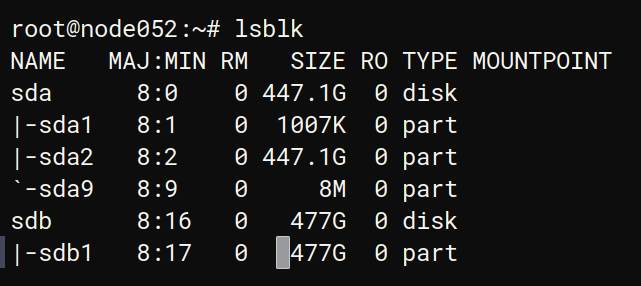 root@node052:~# lsblk
NAME   MAJ:MIN RM   SIZE RO TYPE MOUNTPOINT
sda      8:0    0 447.1G  0 disk
|-sda1   8:1    0  1007K  0 part
|-sda2   8:2    0 447.1G  0 part
`-sda9   8:9    0     8M  0 part
sdb      8:16   0   477G  0 disk
|-sdb1   8:17   0   477G  0 part